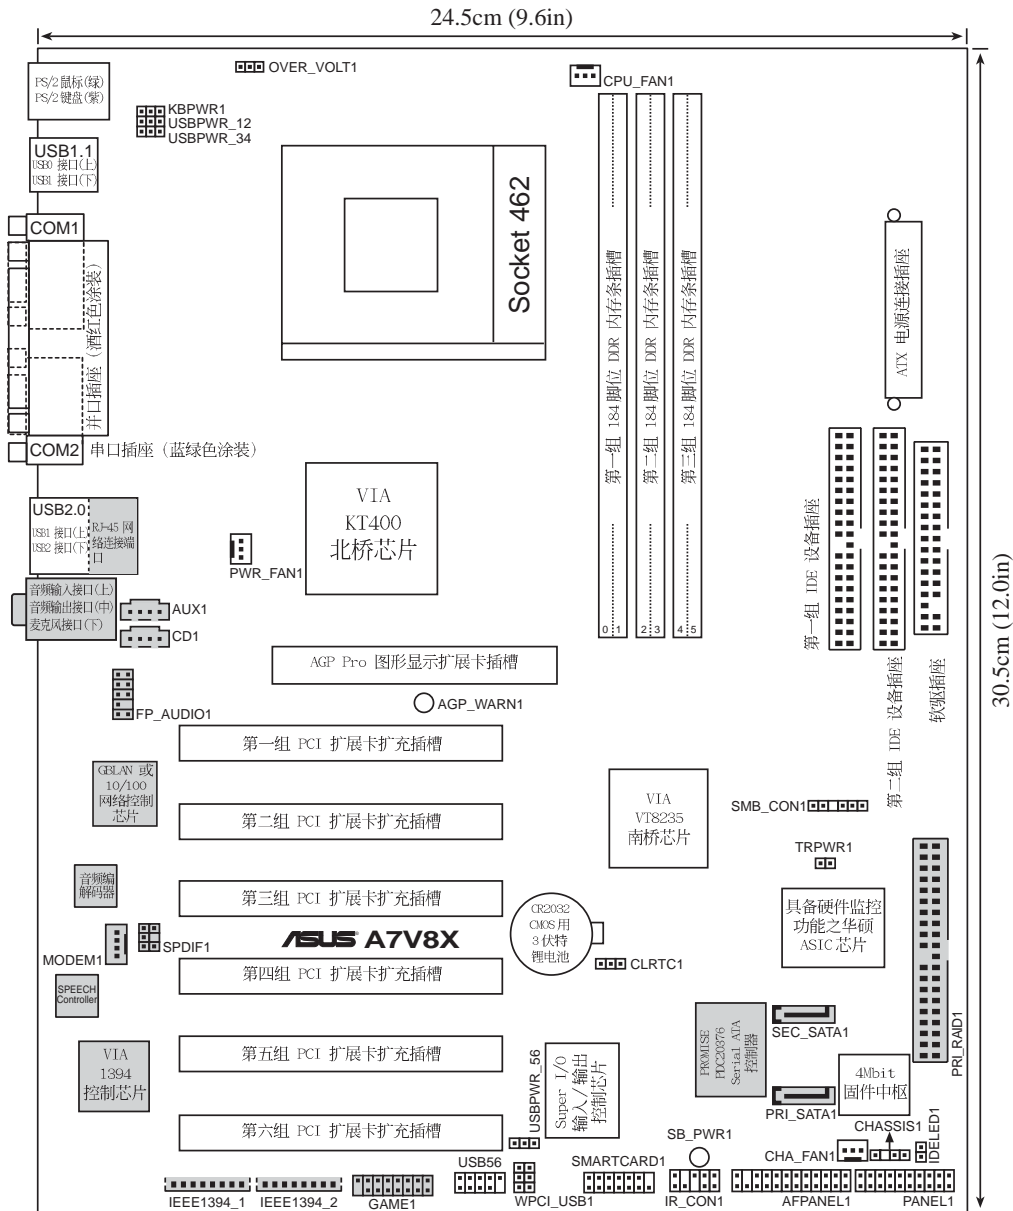 24.5cm (9.6in)
30.5cm (12.0in)
PS/2 鼠标(绿)
PS/2 键盘(紫)
OVER_VOLT1
CPU_FAN1
KBPWR1
USBPWR_12
USBPWR_34
USB1.1
USB0 接口(上)
USB1 接口(下)
COM1
并口插座 (酒红色涂装)
COM2
串口插座 (蓝绿色涂装)
Socket 462
第一组 184 脚位 DDR 内存条插槽
第二组 184 脚位 DDR 内存条插槽
第三组 184 脚位 DDR 内存条插槽
0 1
2 3
4 5
ATX 电源连接插座
USB2.0
USB1 接口(上)
USB2 接口(下)
RJ-45 网
络连接端
口
VIA
KT400
北桥芯片
PWR_FAN1
第一组 IDE 设备插座
第二组 IDE 设备插座
软驱插座
音频输入接口(上)
音频输出接口(中)
麦克风接口(下)
AUX1
CD1
AGP Pro 图形显示扩展卡插槽
AGP_WARN1
FP_AUDIO1
第一组 PCI 扩展卡扩充插槽
GBLAN 或
10/100
网络控制
芯片
第二组 PCI 扩展卡扩充插槽
VIA
VT8235
南桥芯片
SMB_CON1
TRPWR1
音频编
解码器
第三组 PCI 扩展卡扩充插槽
CR2032
CMOS 用
3 伏特
锂电池
具备硬件监控
功能之华硕
ASIC 芯片
ASUS A7V8X
MODEM1
SPDIF1
CLRTC1
第四组 PCI 扩展卡扩充插槽
SPEECH
Controller
PROMISE
PDC20376
Serial ATA
控制器
SEC_SATA1
PRI_RAID1
VIA
1394
控制芯片
第五组 PCI 扩展卡扩充插槽
USBPWR_56
Super I/O
输入/输出
控制芯片
PRI_SATA1
4Mbit
固件中枢
第六组 PCI 扩展卡扩充插槽
SB_PWR1
CHASSIS1
CHA_FAN1
IDELED1
USB56
SMARTCARD1
IEEE1394_1
IEEE1394_2
GAME1
WPCI_USB1
IR_CON1
AFPANEL1
PANEL1